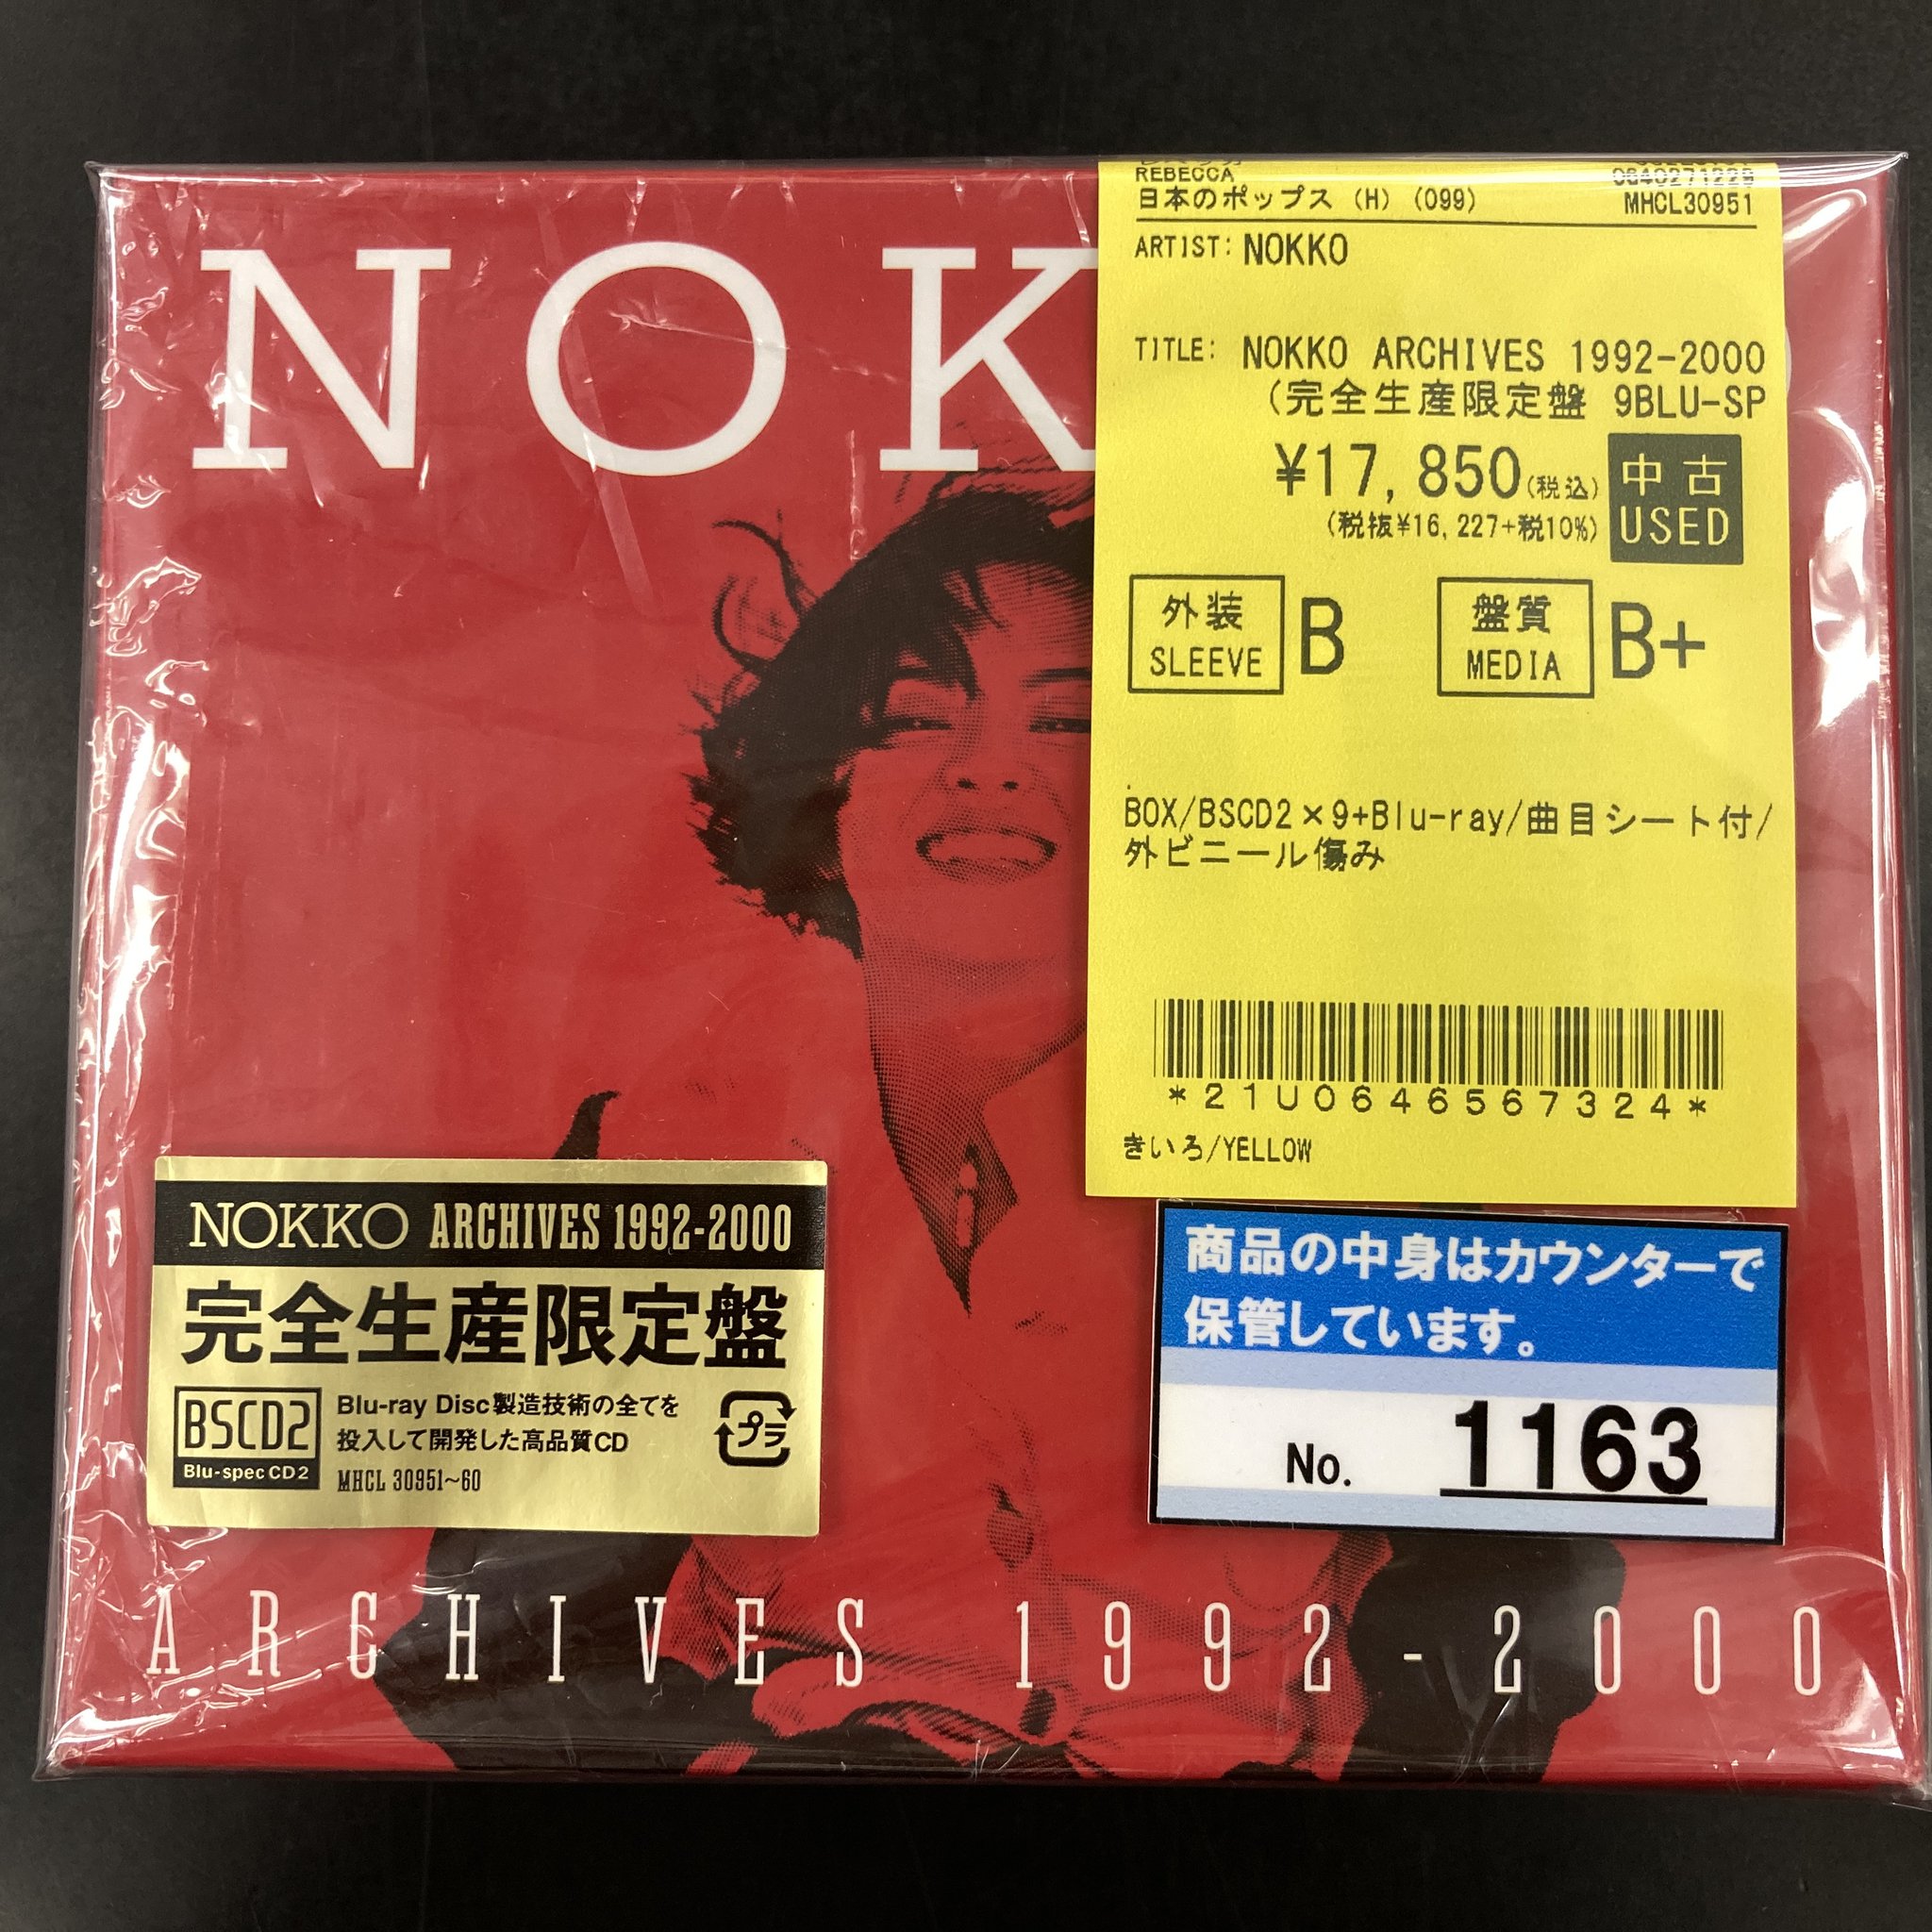 NOK
REBECCA
日本のポップス (H) (099)
MHCL30951
ARTIST: NOKKO
TITLE: NOKKO ARCHIVES 1992-2000
(完全生産限定盤 9BLU-SP
¥17,850(税込)
(税抜¥16,227+税10%)
中古
USED
外装
SLEEVE
B
盤質
MEDIA
B+
BOX/BSCD2×9+Blu-ray/曲目シート付/
外ビニール傷み
*21U0646567324*
きいろ/YELLOW
商品の中身はカウンターで
保管しています。
No. 1163
NOKKO ARCHIVES 1992-2000
完全生産限定盤
BSCD2
Blu-spec CD2
Blu-ray Disc製造技術の全てを
投入して開発した高品質CD
MHCL 30951~60
プラ
ARCHIVES 1992-2000